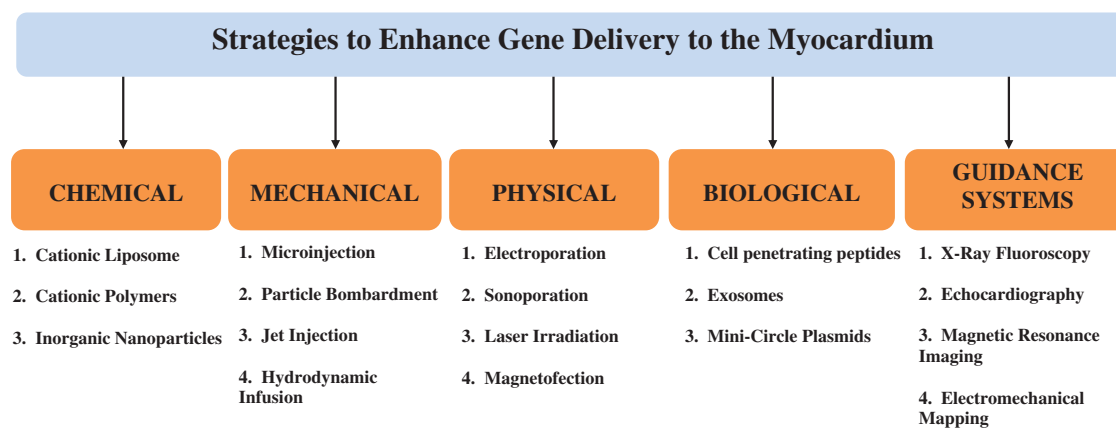 Strategies to Enhance Gene Delivery to the Myocardium
CHEMICAL
1. Cationic Liposome
2. Cationic Polymers
3. Inorganic Nanoparticles
MECHANICAL
1. Microinjection
2. Particle Bombardment
3. Jet Injection
4. Hydrodynamic
Infusion
PHYSICAL
1. Electroporation
2. Sonoporation
3. Laser Irradiation
4. Magnetofection
BIOLOGICAL
1. Cell penetrating peptides
2. Exosomes
3. Mini-Circle Plasmids
GUIDANCE
SYSTEMS
1. X-Ray Fluoroscopy
2. Echocardiography
3. Magnetic Resonance
Imaging
4. Electromechanical
Mapping